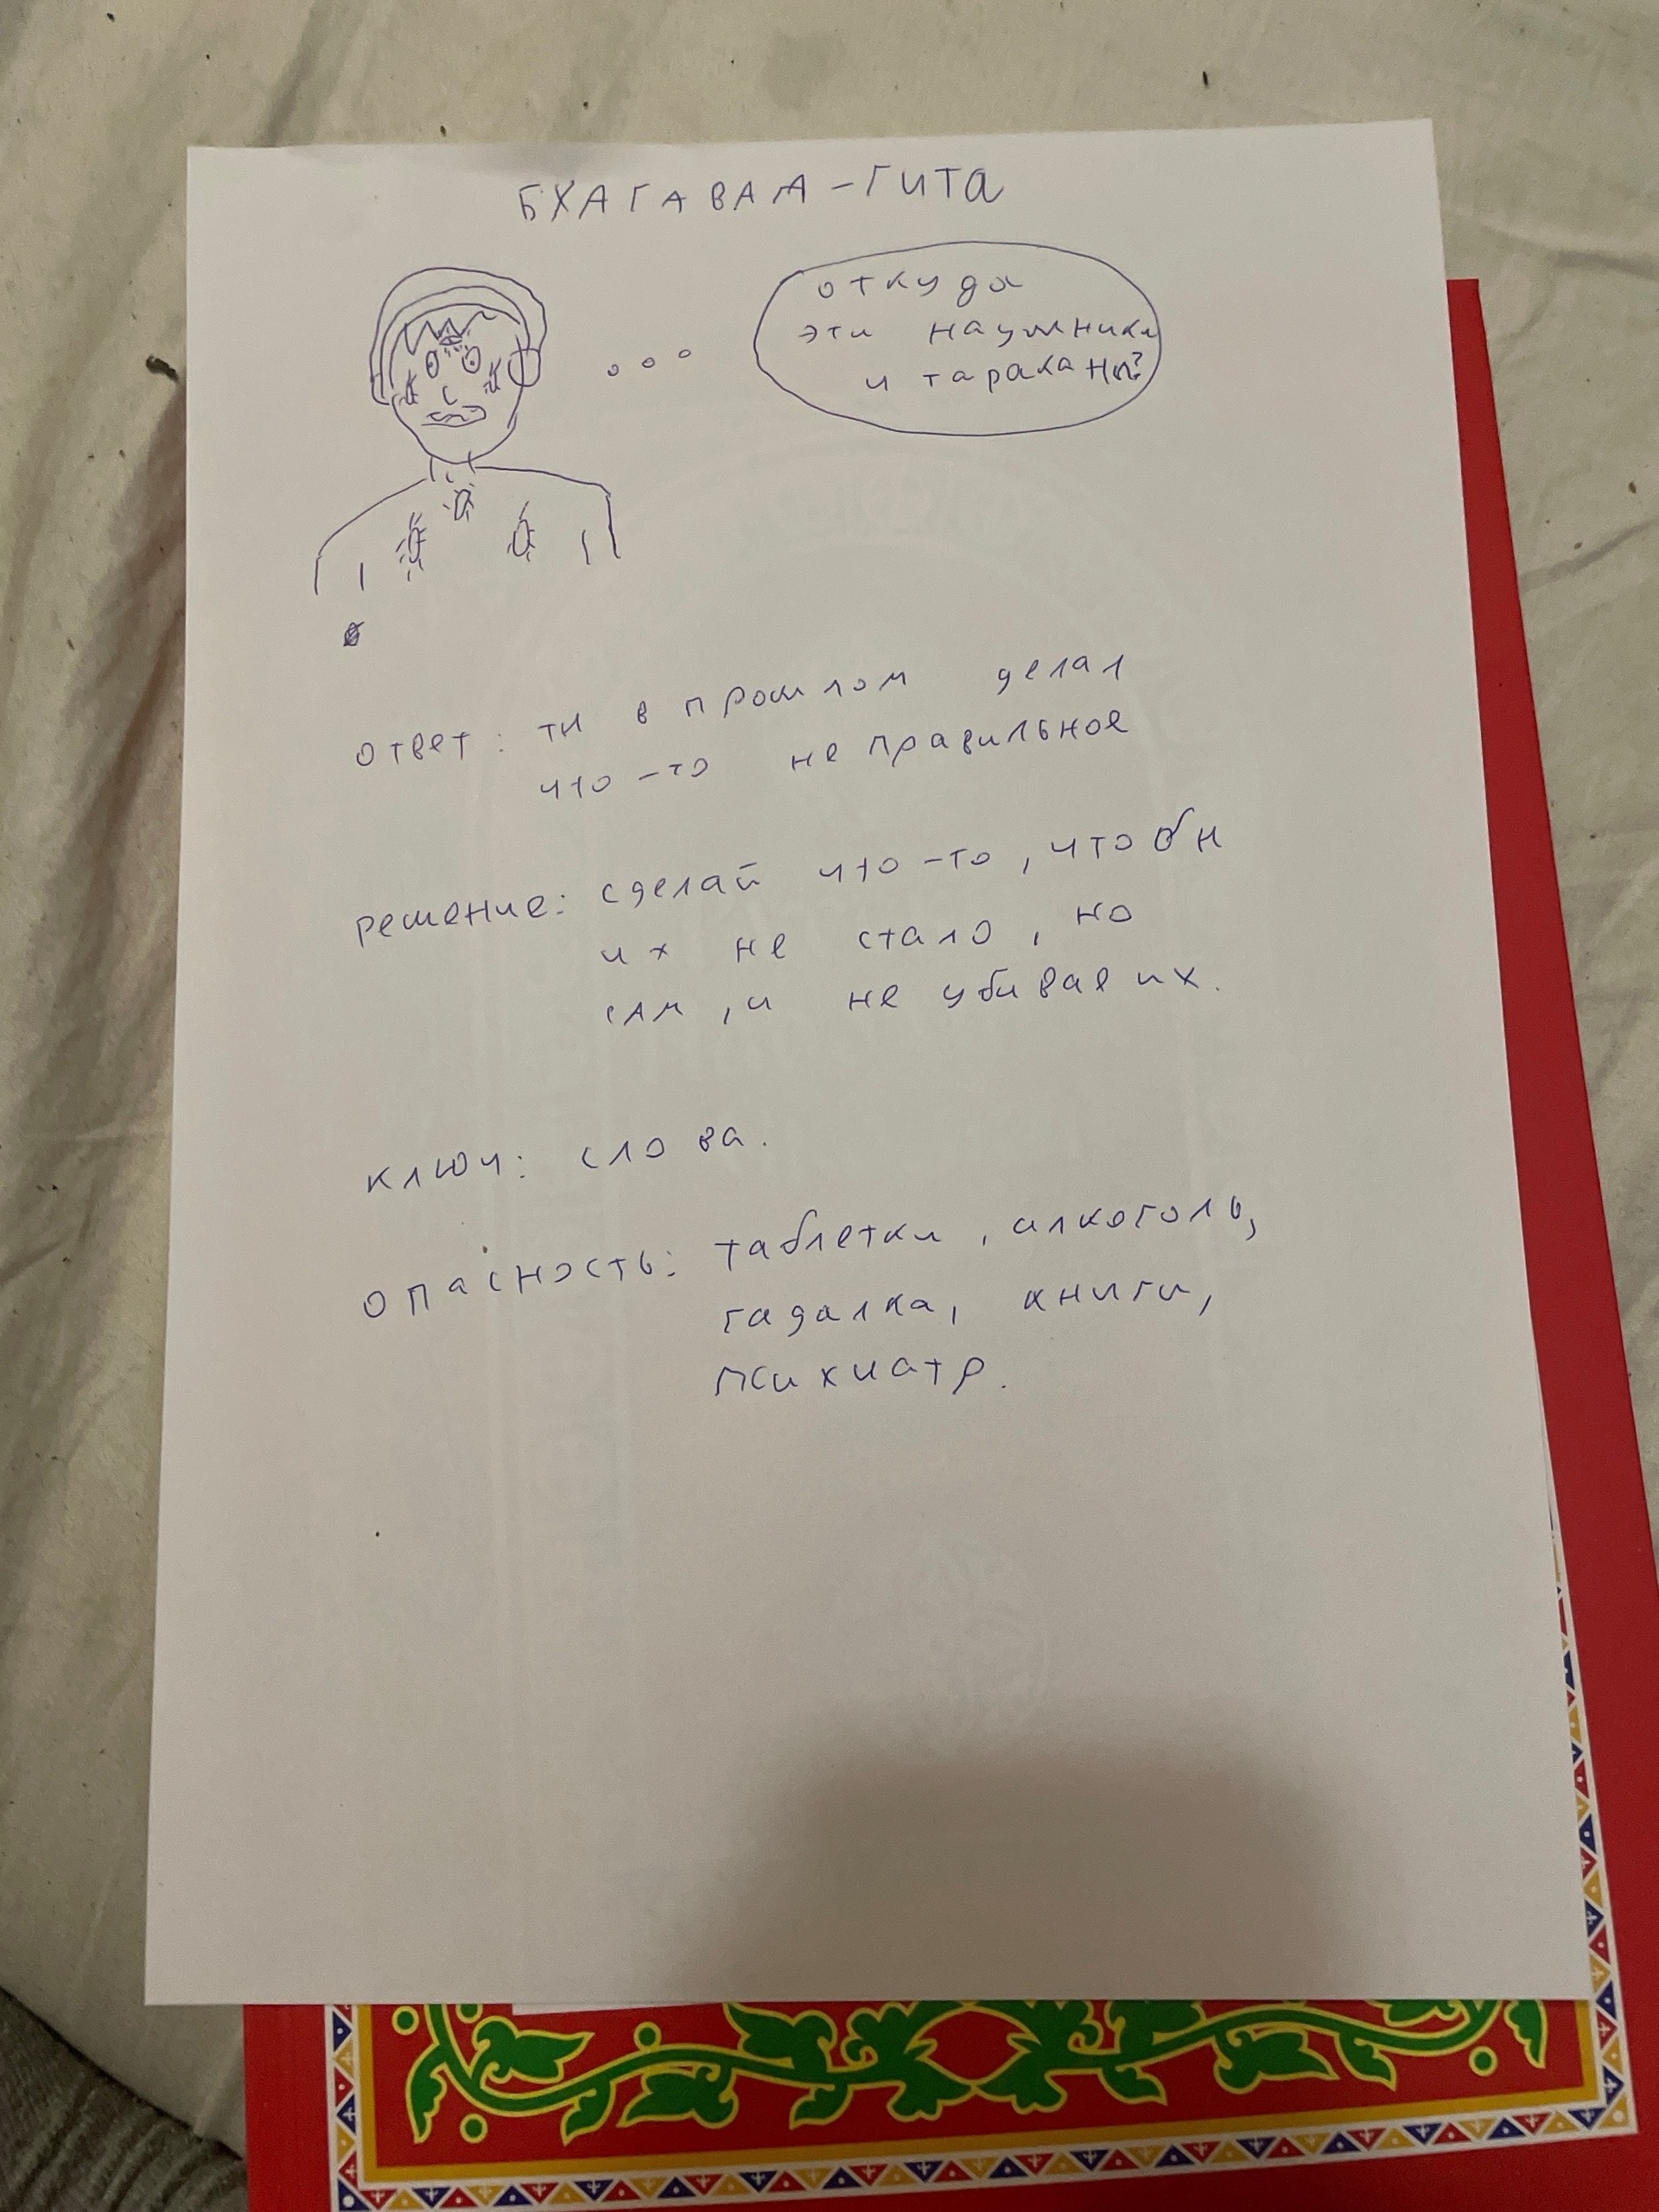 БХАГАВАД-ГИТА
откуда
эти наушники
и тараканы?
ответ: ты в прошлом делал
что-то не правильное
решение: сделай что-то, чтобы
их не стало, но
сам, и не убивая их.
ключ: слова.
опасность: таблетки, алкоголь,
гадалка, книги,
психиатр.